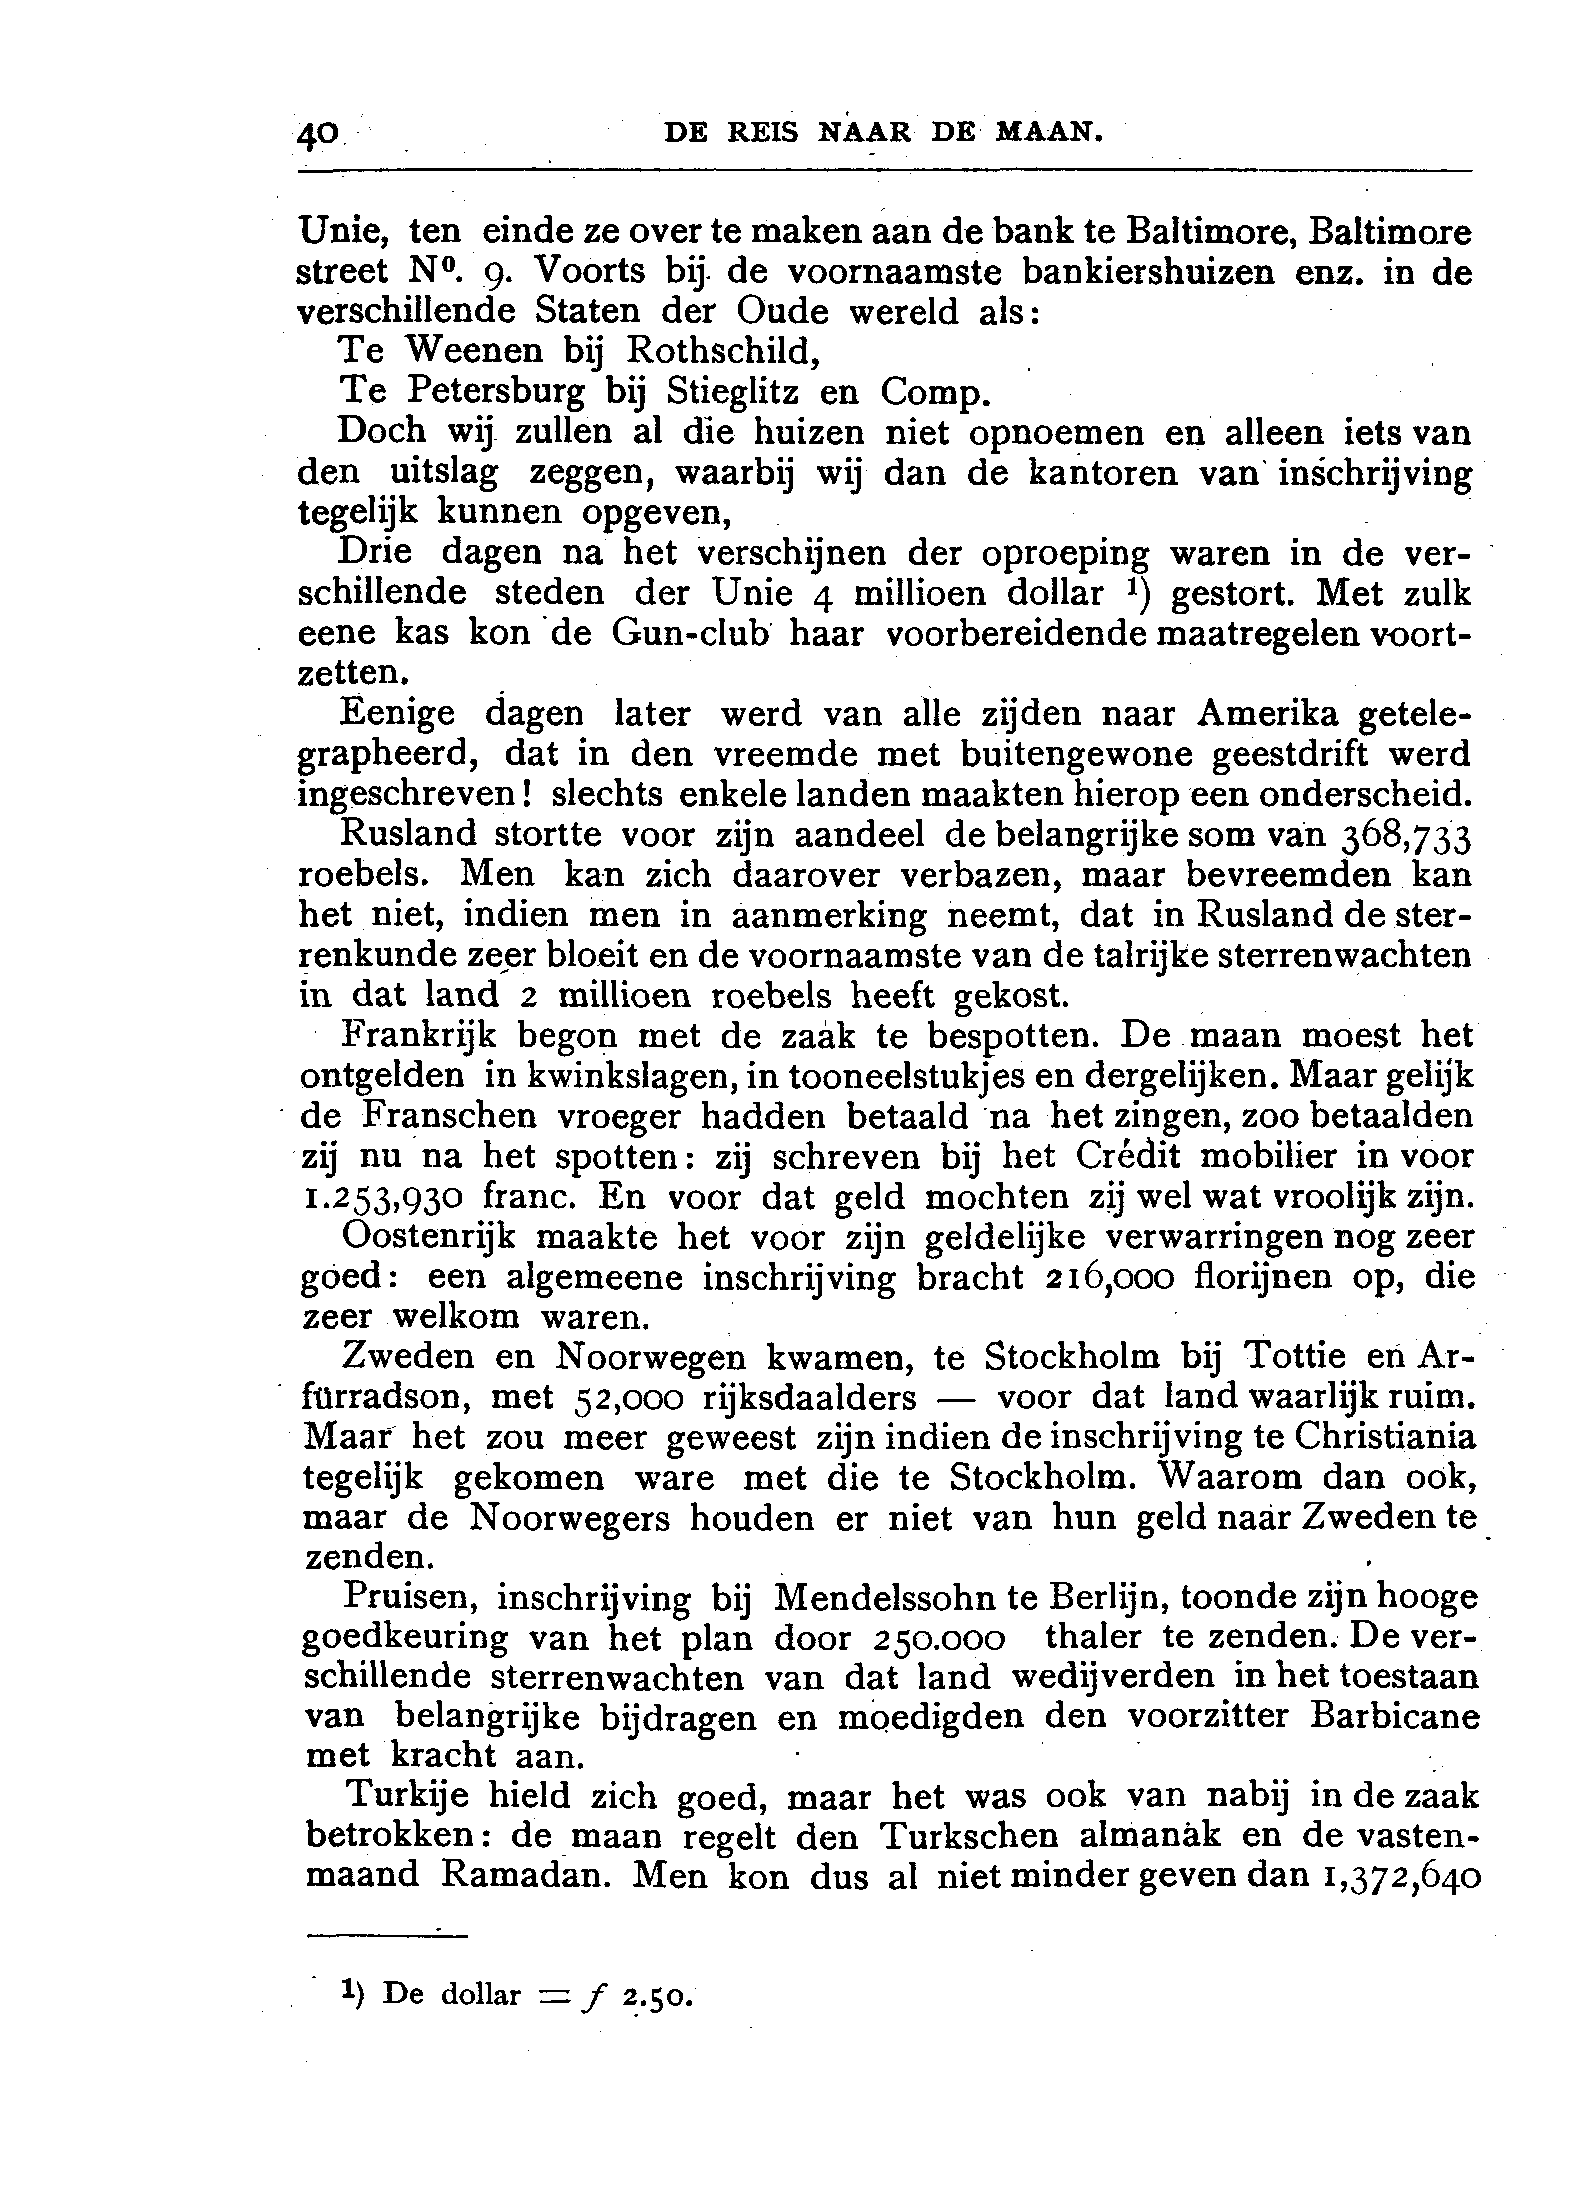 40 DE REIS NAAR DE MAAN.
Unie, ten einde ze over te maken aan de bank te Baltimore, Baltimore
street N⁰. 9. Voorts bij de voornaamste bankiershuizen enz. in de
verschillende Staten der Oude wereld als:
Te Weenen bij Rothschild,
Te Petersburg bij Stieglitz en Comp.
Doch wij zullen al die huizen niet opnoemen en alleen iets van
den uitslag zeggen, waarbij wij dan de kantoren van inschrijving
tegelijk kunnen opgeven,
Drie dagen na het verschijnen der oproeping waren in de ver-
schillende steden der Unie 4 millioen dollar ¹) gestort. Met zulk
eene kas kon de Gun-club haar voorbereidende maatregelen voort-
zetten.
Eenige dagen later werd van alle zijden naar Amerika getele-
grapheerd, dat in den vreemde met buitengewone geestdrift werd
ingeschreven! slechts enkele landen maakten hierop een onderscheid.
Rusland stortte voor zijn aandeel de belangrijke som van 368,733
roebels. Men kan zich daarover verbazen, maar bevreemden kan
het niet, indien men in aanmerking neemt, dat in Rusland de ster-
renkunde zeer bloeit en de voornaamste van de talrijke sterrenwachten
in dat land 2 millioen roebels heeft gekost.
Frankrijk begon met de zaak te bespotten. De maan moest het
ontgelden in kwinkslagen, in tooneelstukjes en dergelijken. Maar gelijk
de Franschen vroeger hadden betaald na het zingen, zoo betaalden
zij nu na het spotten: zij schreven bij het Crédit mobilier in voor
1.253,930 franc. En voor dat geld mochten zij wel wat vroolijk zijn.
Oostenrijk maakte het voor zijn geldelijke verwarringen nog zeer
goed: een algemeene inschrijving bracht 216,000 florijnen op, die
zeer welkom waren.
Zweden en Noorwegen kwamen, te Stockholm bij Tottie en Ar-
fürradson, met 52,000 rijksdaalders — voor dat land waarlijk ruim.
Maar het zou meer geweest zijn indien de inschrijving te Christiania
tegelijk gekomen ware met die te Stockholm. Waarom dan ook,
maar de Noorwegers houden er niet van hun geld naar Zweden te
zenden.
Pruisen, inschrijving bij Mendelssohn te Berlijn, toonde zijn hooge
goedkeuring van het plan door 250.000 thaler te zenden. De ver-
schillende sterrenwachten van dat land wedijverden in het toestaan
van belangrijke bijdragen en moedigden den voorzitter Barbicane
met kracht aan.
Turkije hield zich goed, maar het was ook van nabij in de zaak
betrokken: de maan regelt den Turkschen almanak en de vasten-
maand Ramadan. Men kon dus al niet minder geven dan 1,372,640
¹) De dollar = f 2.50.